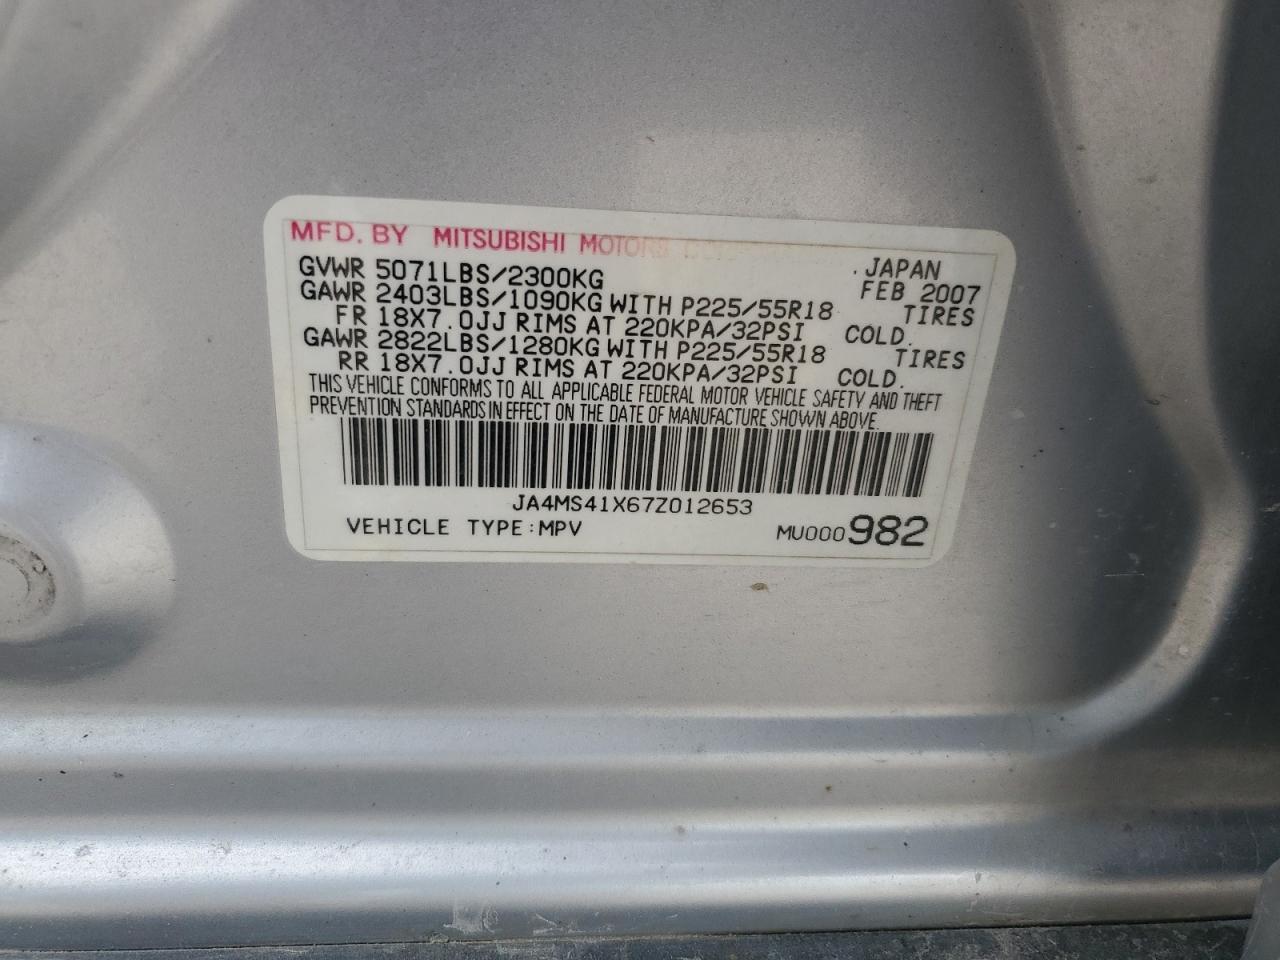 MFD. BY MITSUBISHI MOTORS
JAPAN
GVWR 5071LBS/2300KG FEB 2007
GAWR 2403LBS/1090KG WITH P225/55R18 TIRES
FR 18X7.0JJ RIMS AT 220KPA/32PSI COLD.
GAWR 2822LBS/1280KG WITH P225/55R18 TIRES
RR 18X7.0JJ RIMS AT 220KPA/32PSI COLD.
THIS VEHICLE CONFORMS TO ALL APPLICABLE FEDERAL MOTOR VEHICLE SAFETY AND THEFT
PREVENTION STANDARDS IN EFFECT ON THE DATE OF MANUFACTURE SHOWN ABOVE.
JA4MS41X67Z012653
VEHICLE TYPE:MPV MU000982